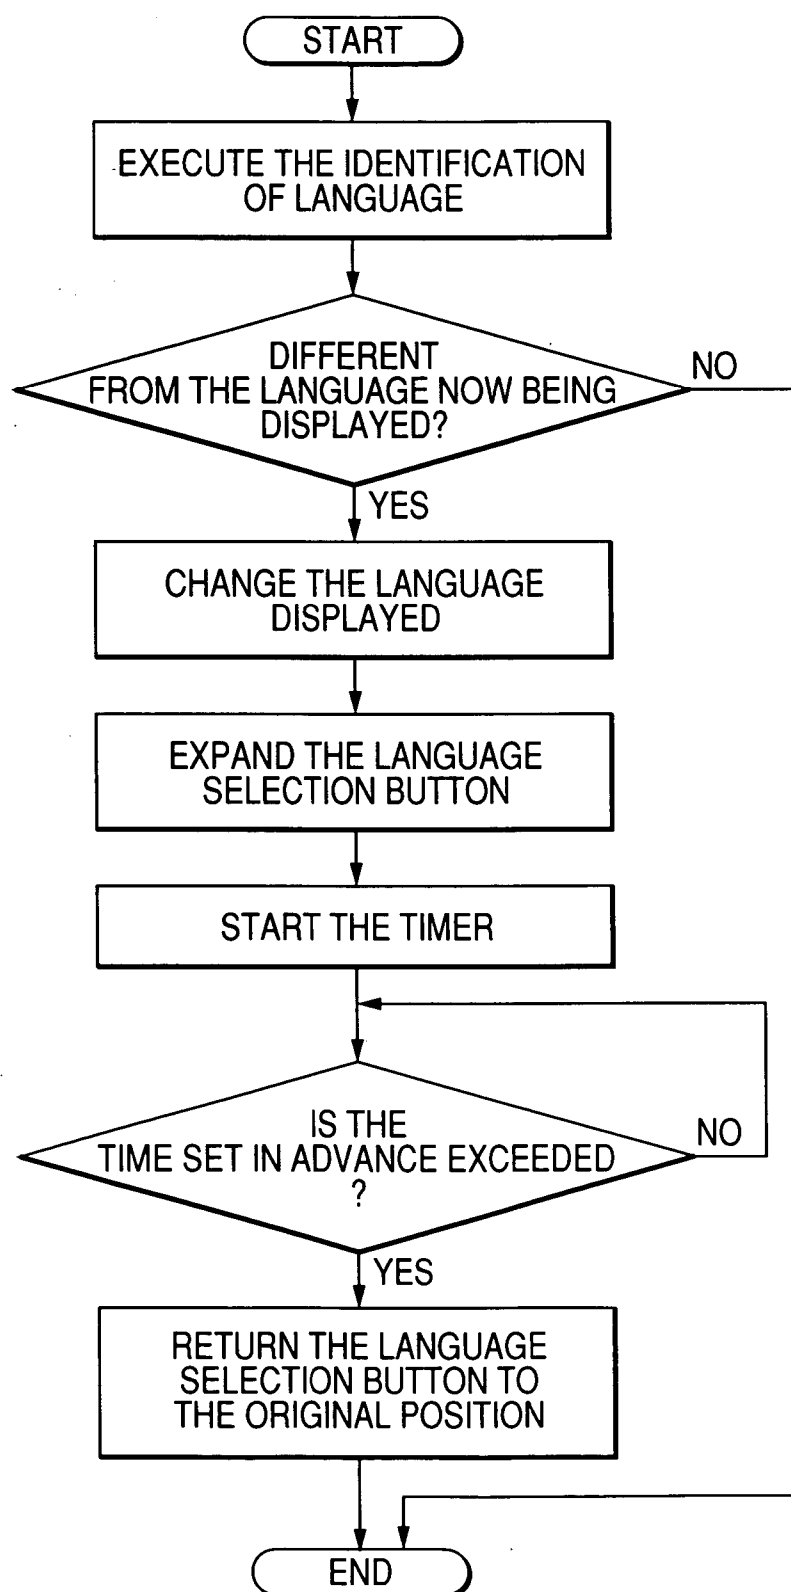 START
EXECUTE THE IDENTIFICATION
OF LANGUAGE
DIFFERENT
FROM THE LANGUAGE NOW BEING
DISPLAYED?
NO
YES
CHANGE THE LANGUAGE
DISPLAYED
EXPAND THE LANGUAGE
SELECTION BUTTON
START THE TIMER
IS THE
TIME SET IN ADVANCE EXCEEDED
?
NO
YES
RETURN THE LANGUAGE
SELECTION BUTTON TO
THE ORIGINAL POSITION
END